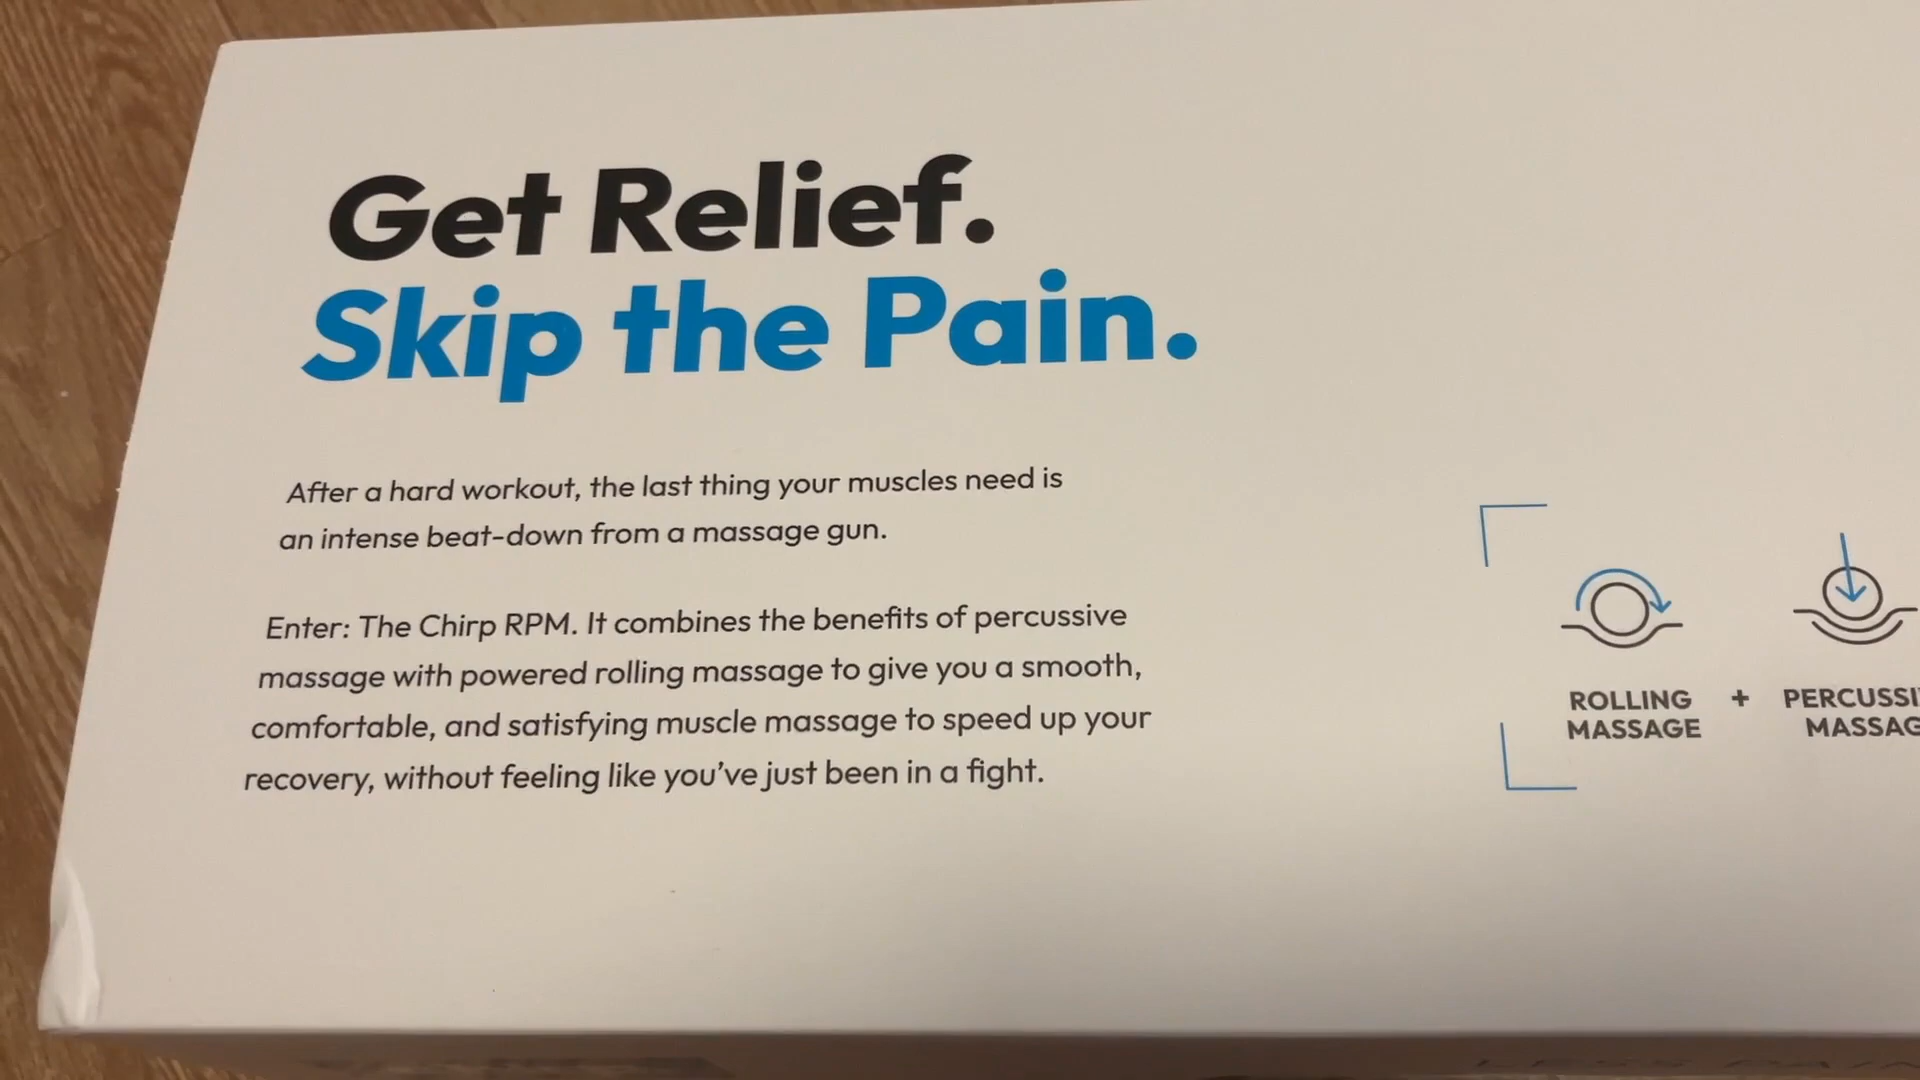 Get Relief.
Skip the Pain.
After a hard workout, the last thing your muscles need is
an intense beat-down from a massage gun.
Enter: The Chirp RPM. It combines the benefits of percussive
massage with powered rolling massage to give you a smooth,
comfortable, and satisfying muscle massage to speed up your
recovery, without feeling like you've just been in a fight.
ROLLING
MASSAGE
+
PERCUSSI
MASSAG